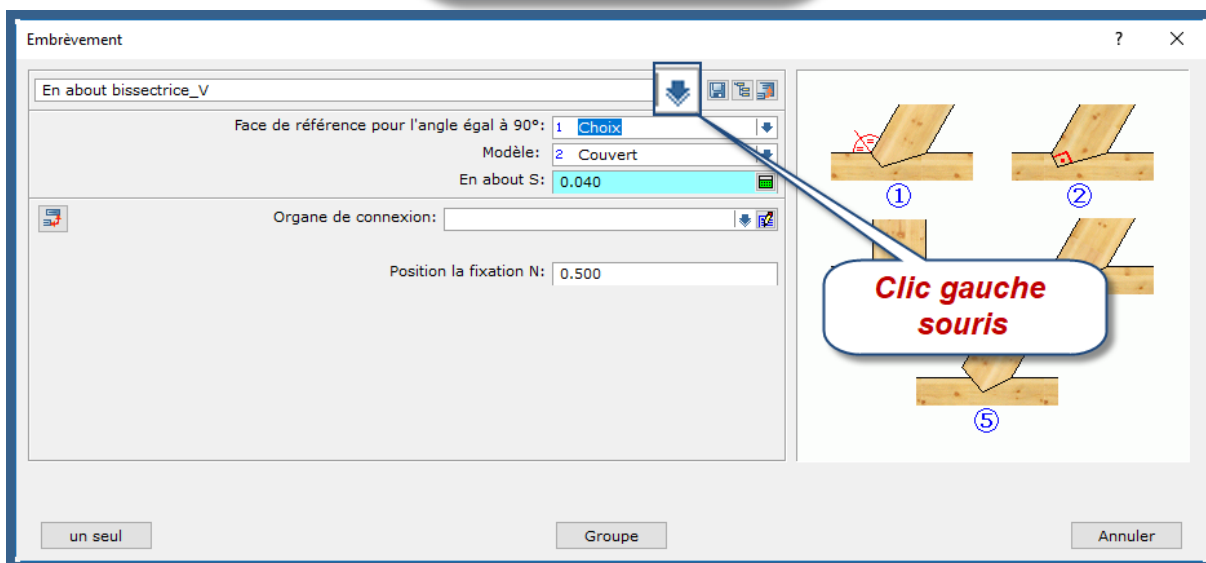 Embrèvement
?
En about bissectrice_V
Face de référence pour l'angle égal à 90°: 1 Choix
Modèle: 2 Couvert
En about S: 0.040
Organe de connexion:
Position la fixation N: 0.500
① ②
Clic gauche
souris
⑤
un seul Groupe Annuler